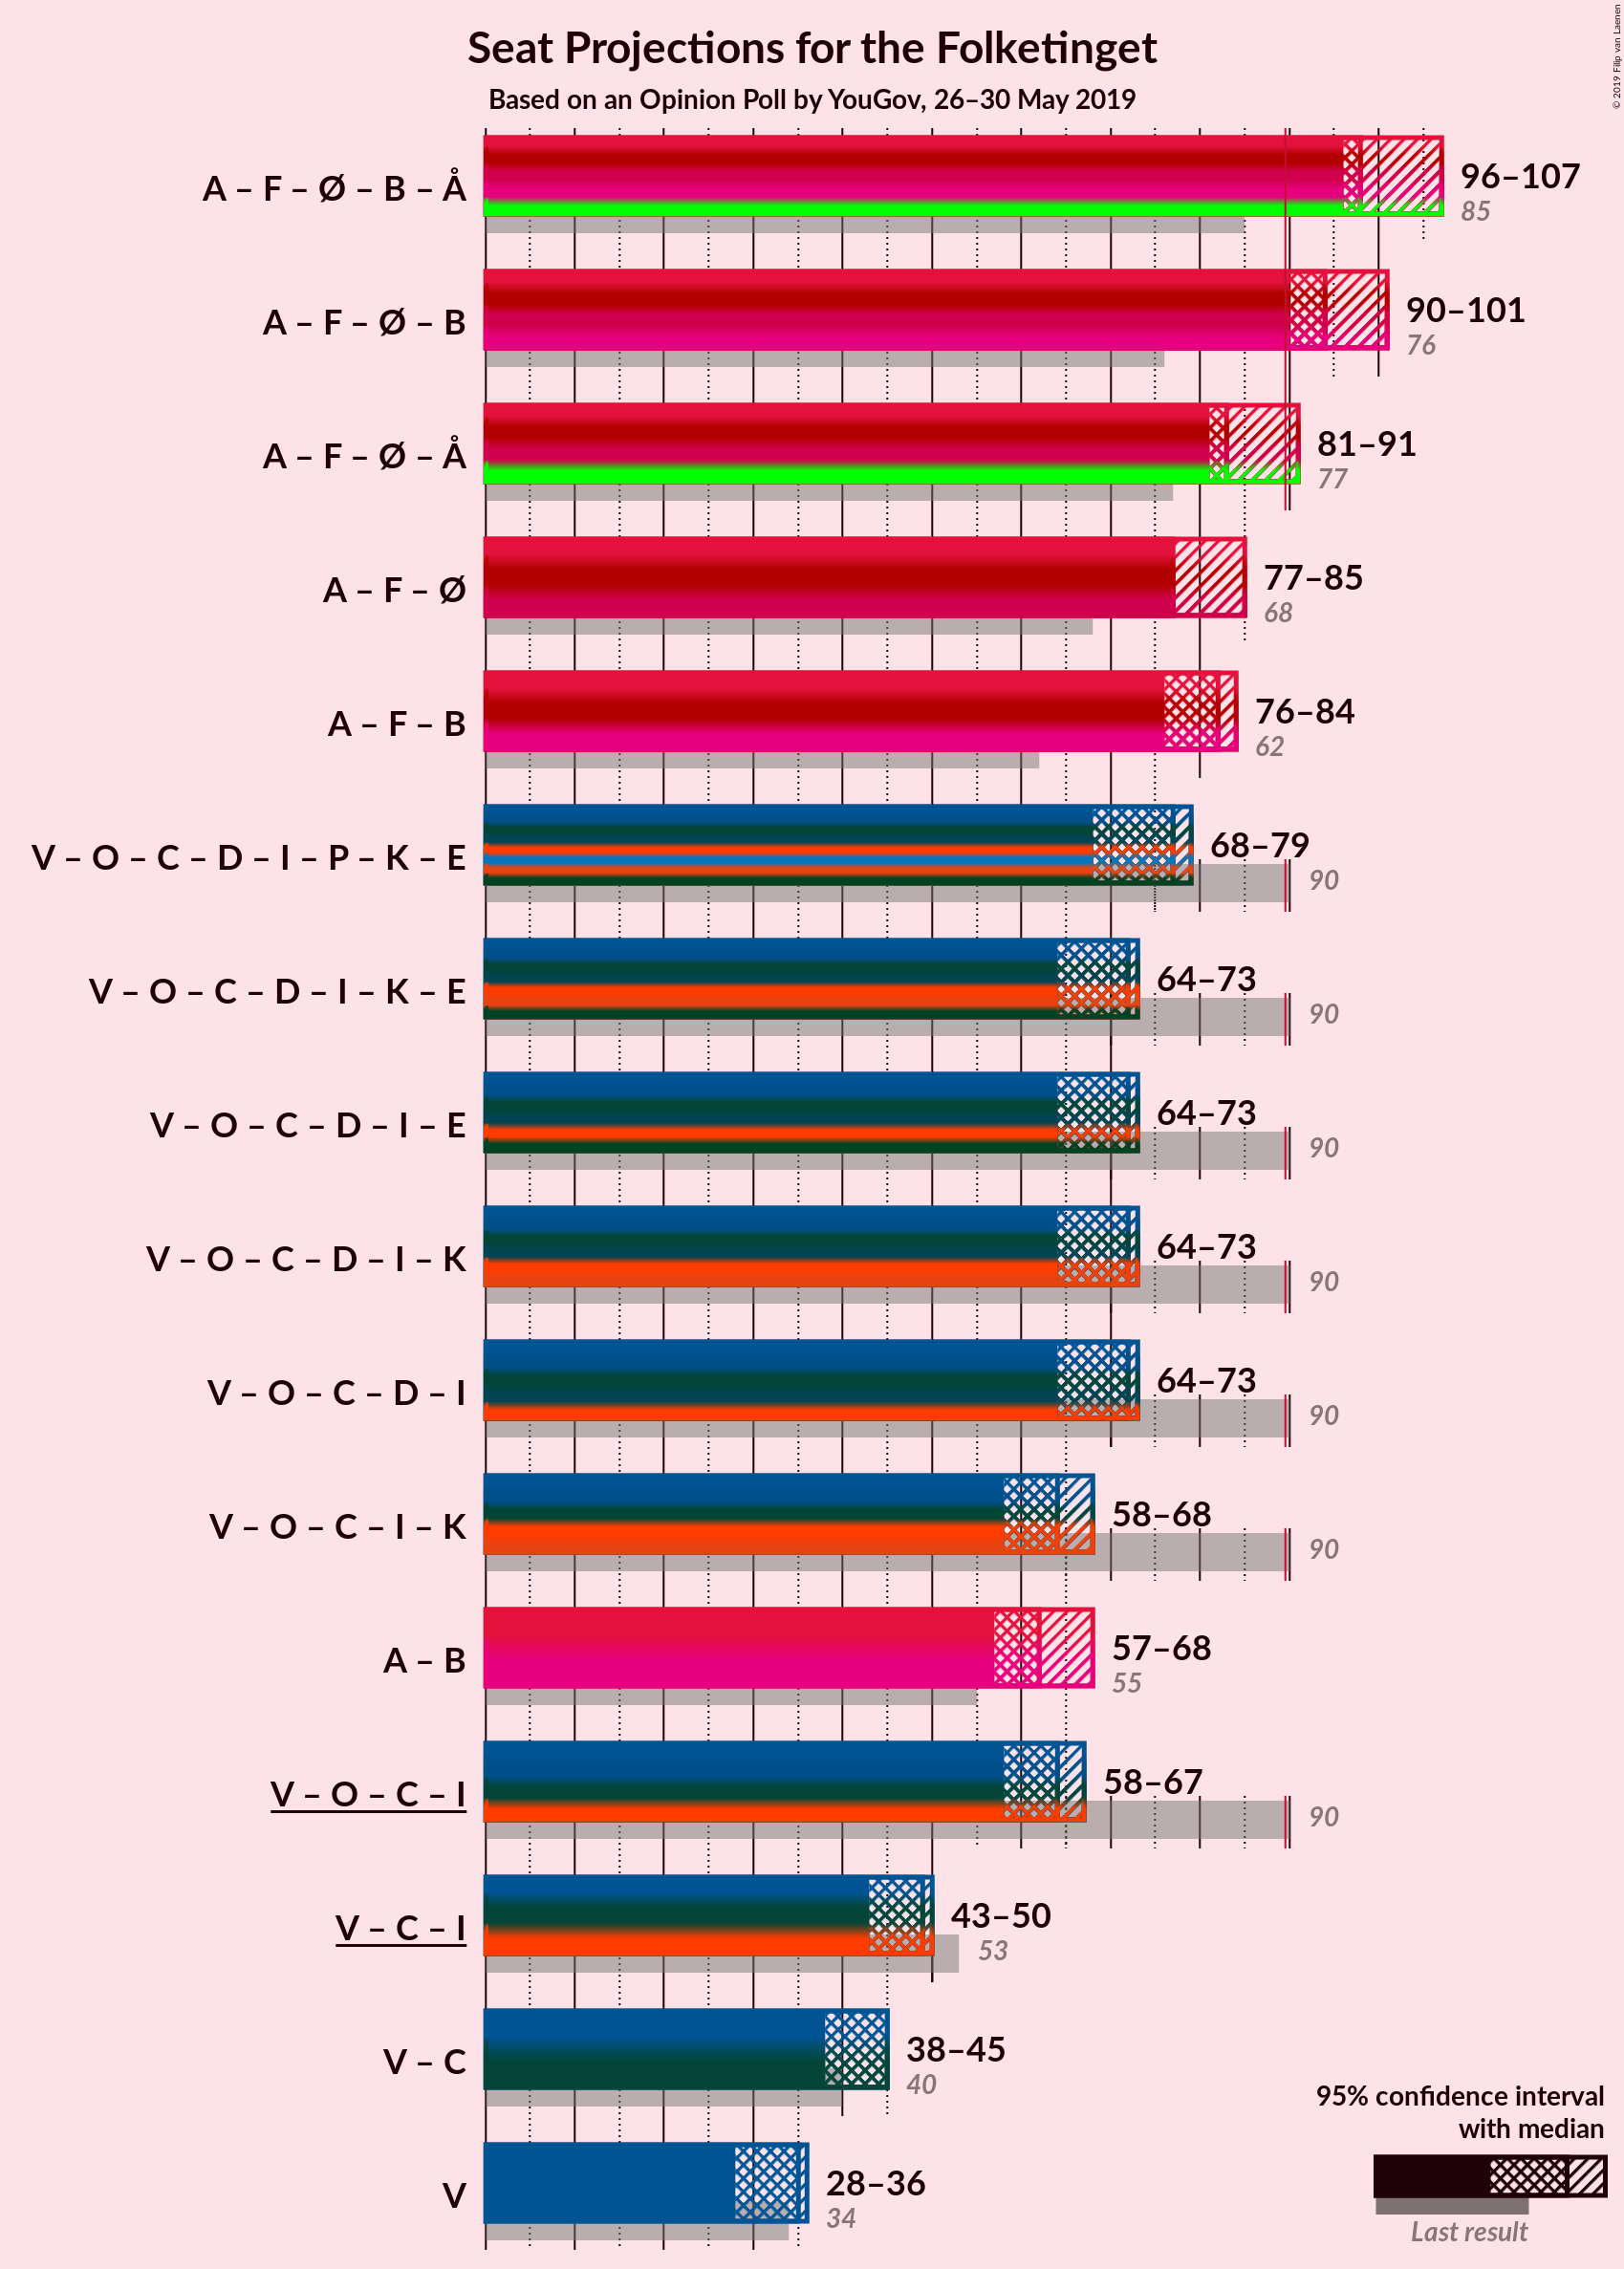 Seat Projections for the Folketinget
Based on an Opinion Poll by YouGov, 26–30 May 2019
© 2019 Filip van Laenen
A – F – Ø – B – Å
96–107
85
A – F – Ø – B
90–101
76
A – F – Ø – Å
81–91
77
A – F – Ø
77–85
68
A – F – B
76–84
62
V – O – C – D – I – P – K – E
68–79
90
V – O – C – D – I – K – E
64–73
90
V – O – C – D – I – E
64–73
90
V – O – C – D – I – K
64–73
90
V – O – C – D – I
64–73
90
V – O – C – I – K
58–68
90
A – B
57–68
55
V – O – C – I
58–67
90
V – C – I
43–50
53
V – C
38–45
40
V
28–36
34
95% confidence interval
with median
Last result